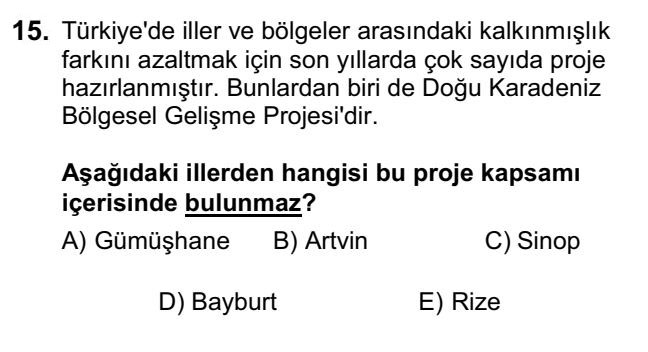 15. Türkiye'de iller ve bölgeler arasındaki kalkınmışlık
farkını azaltmak için son yıllarda çok sayıda proje
hazırlanmıştır. Bunlardan biri de Doğu Karadeniz
Bölgesel Gelişme Projesi'dir.
Aşağıdaki illerden hangisi bu proje kapsamı
içerisinde bulunmaz?
A) Gümüşhane B) Artvin C) Sinop
D) Bayburt E) Rize